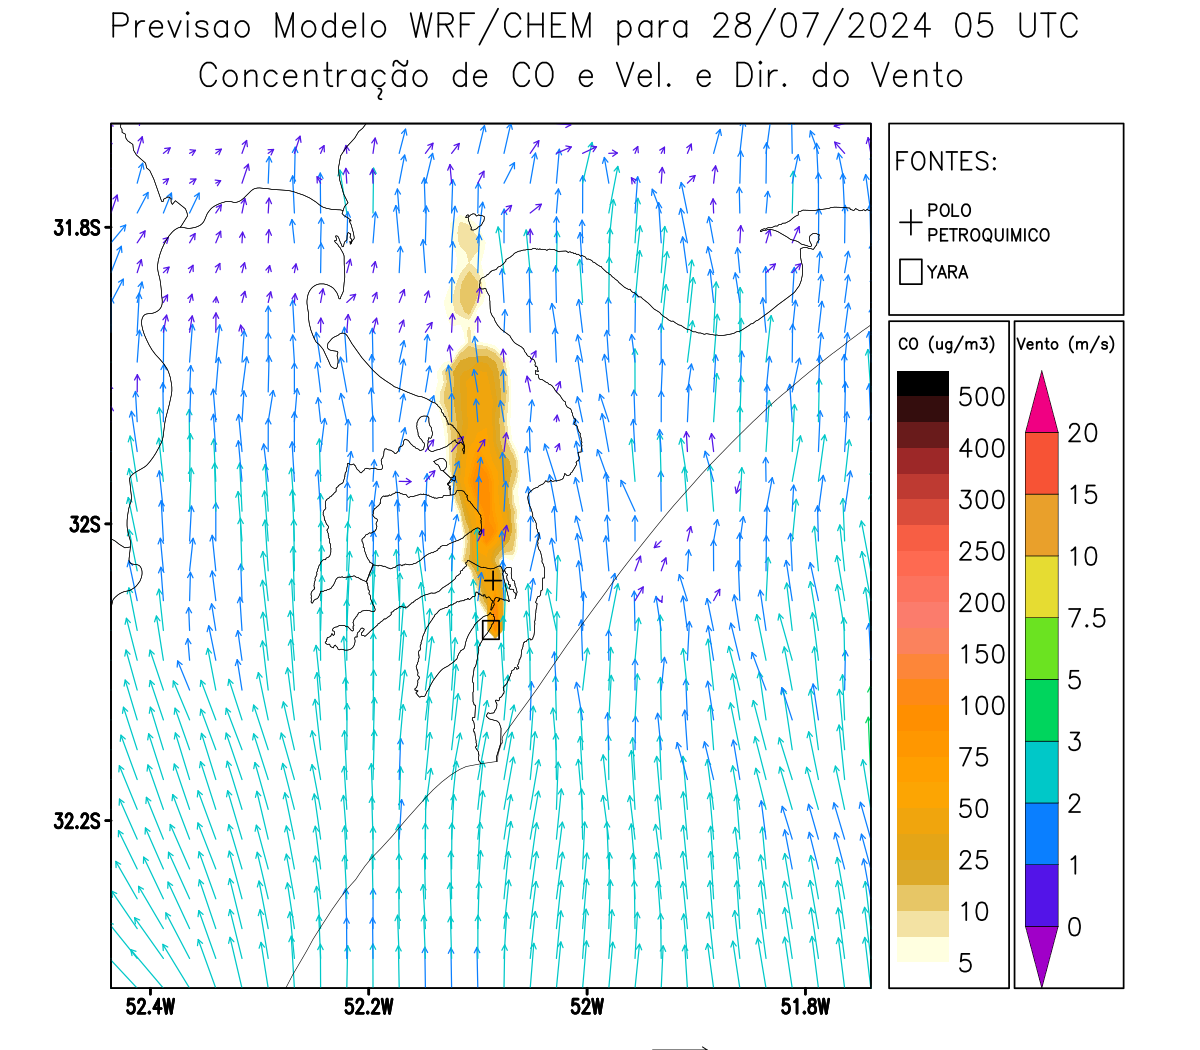 Previsao Modelo WRF/CHEM para 28/07/2024 05 UTC
Concentração de CO e Vel. e Dir. do Vento
FONTES:
POLO
PETROQUIMICO
YARA
CO (ug/m3)
500
400
300
250
200
150
100
75
50
25
10
5
Vento (m/s)
20
15
10
7.5
5
3
2
1
0
31.8S
32S
32.2S
52.4W
52.2W
52W
51.8W